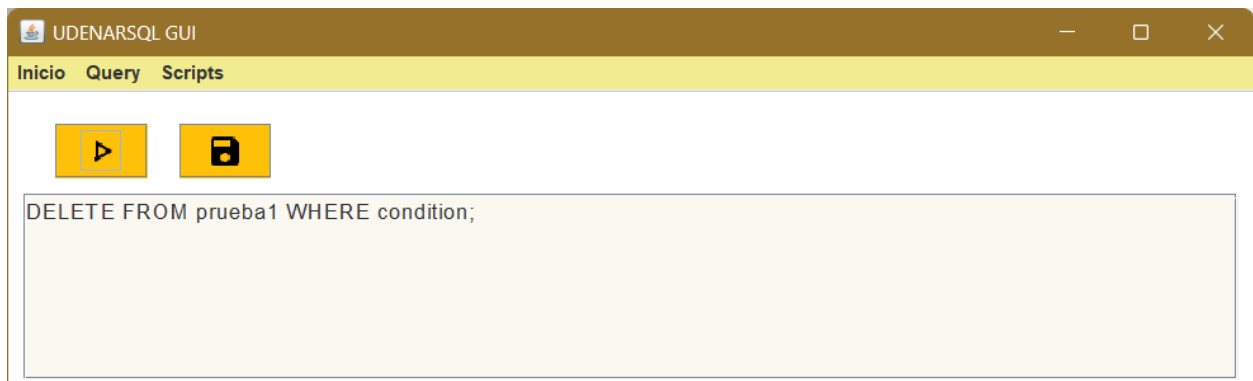 UDENARSQL GUI
Inicio Query Scripts
DELETE FROM prueba1 WHERE condition;